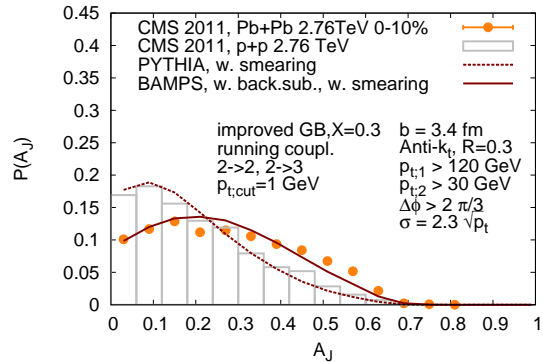 CMS 2011, Pb+Pb 2.76TeV 0-10%
CMS 2011, p+p 2.76 TeV
PYTHIA, w. smearing
BAMPS, w. back.sub., w. smearing
improved GB,X=0.3
running coupl.
2->2, 2->3
p_{t;cut}=1 GeV
b = 3.4 fm
Anti-k_t, R=0.3
p_{t;1} > 120 GeV
p_{t;2} > 30 GeV
Δϕ > 2 π/3
σ = 2.3 √p_t
P(A_J)
0.45
0.4
0.35
0.3
0.25
0.2
0.15
0.1
0.05
0
0 0.1 0.2 0.3 0.4 0.5 0.6 0.7 0.8 0.9 1
A_J